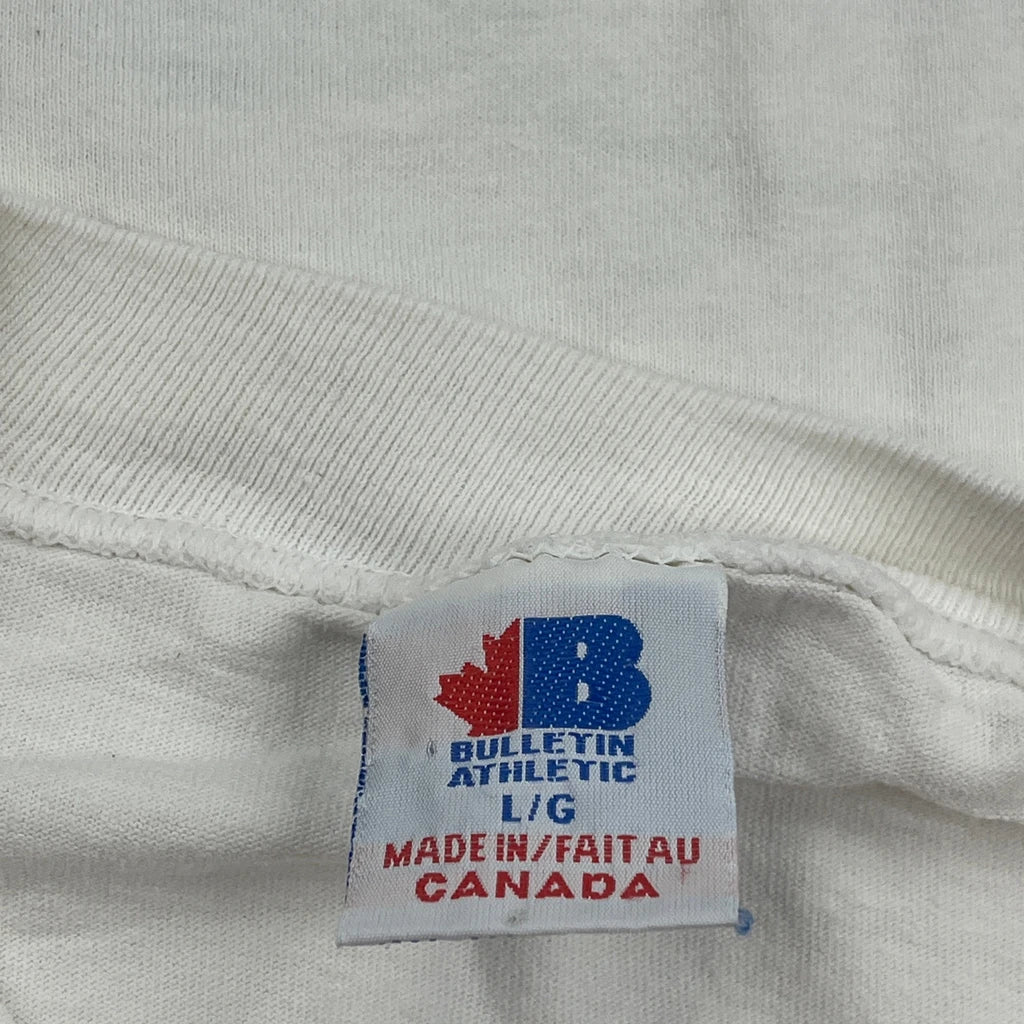 B
BULLETIN
ATHLETIC
L/G
MADE IN/FAIT AU
CANADA